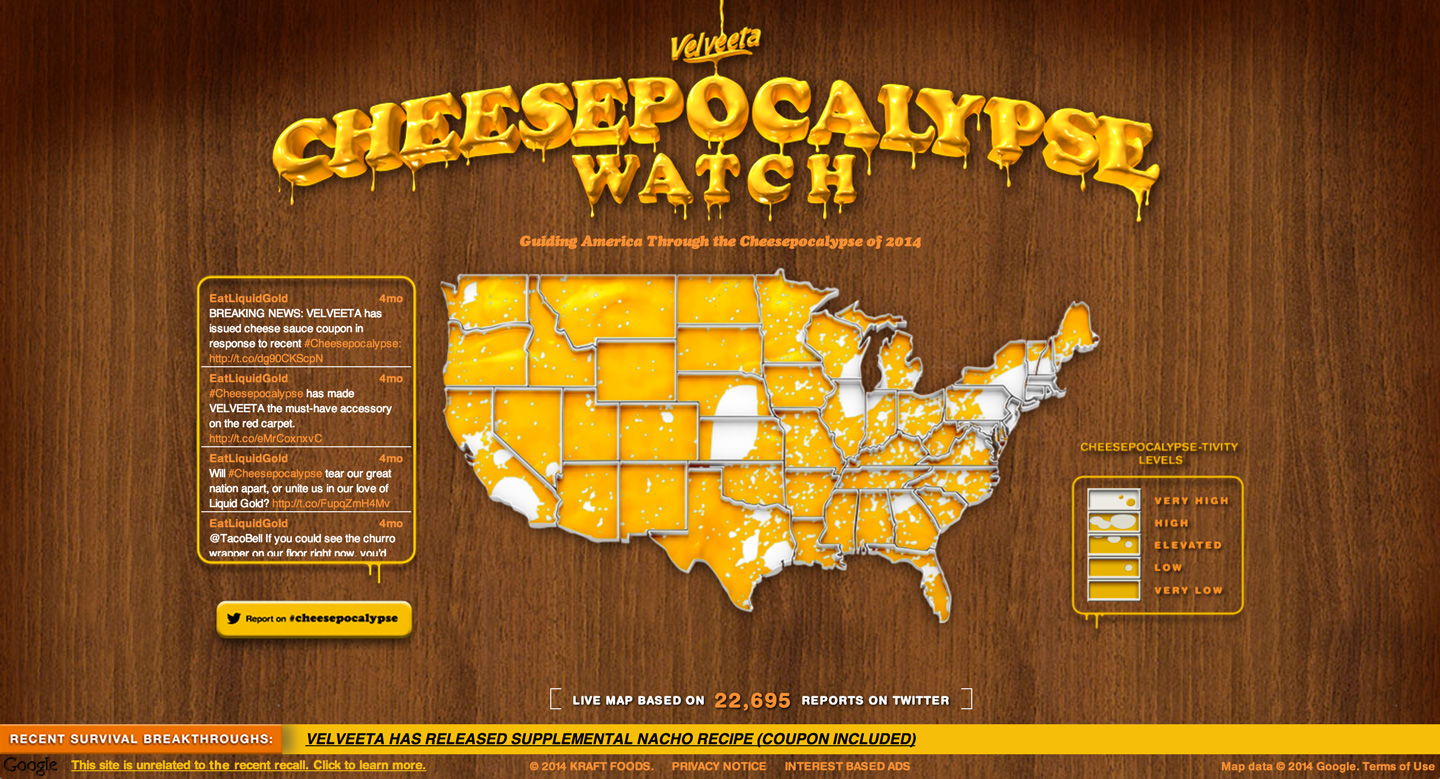 Velveeta
CHEESEPOCALYPSE
WATCH
Guiding America Through the Cheesepocalypse of 2014
EatLiquidGold 4mo
BREAKING NEWS: VELVEETA has
issued cheese sauce coupon in
response to recent #Cheesepocalypse:
http://t.co/dg90CKScpN
EatLiquidGold 4mo
#Cheesepocalypse has made
VELVEETA the must-have accessory
on the red carpet.
http://t.co/eMrCoxnxvC
EatLiquidGold 4mo
Will #Cheesepocalypse tear our great
nation apart, or unite us in our love of
Liquid Gold? http://t.co/FupqZmH4Mv
EatLiquidGold 4mo
@TacoBell If you could see the churro
wrapper on our floor right now, you'd
Report on #cheesepocalypse
CHEESEPOCALYPSE-TIVITY
LEVELS
VERY HIGH
HIGH
ELEVATED
LOW
VERY LOW
LIVE MAP BASED ON 22,695 REPORTS ON TWITTER
RECENT SURVIVAL BREAKTHROUGHS: VELVEETA HAS RELEASED SUPPLEMENTAL NACHO RECIPE (COUPON INCLUDED)
Google This site is unrelated to the recent recall. Click to learn more. © 2014 KRAFT FOODS. PRIVACY NOTICE INTEREST BASED ADS Map data © 2014 Google. Terms of Use